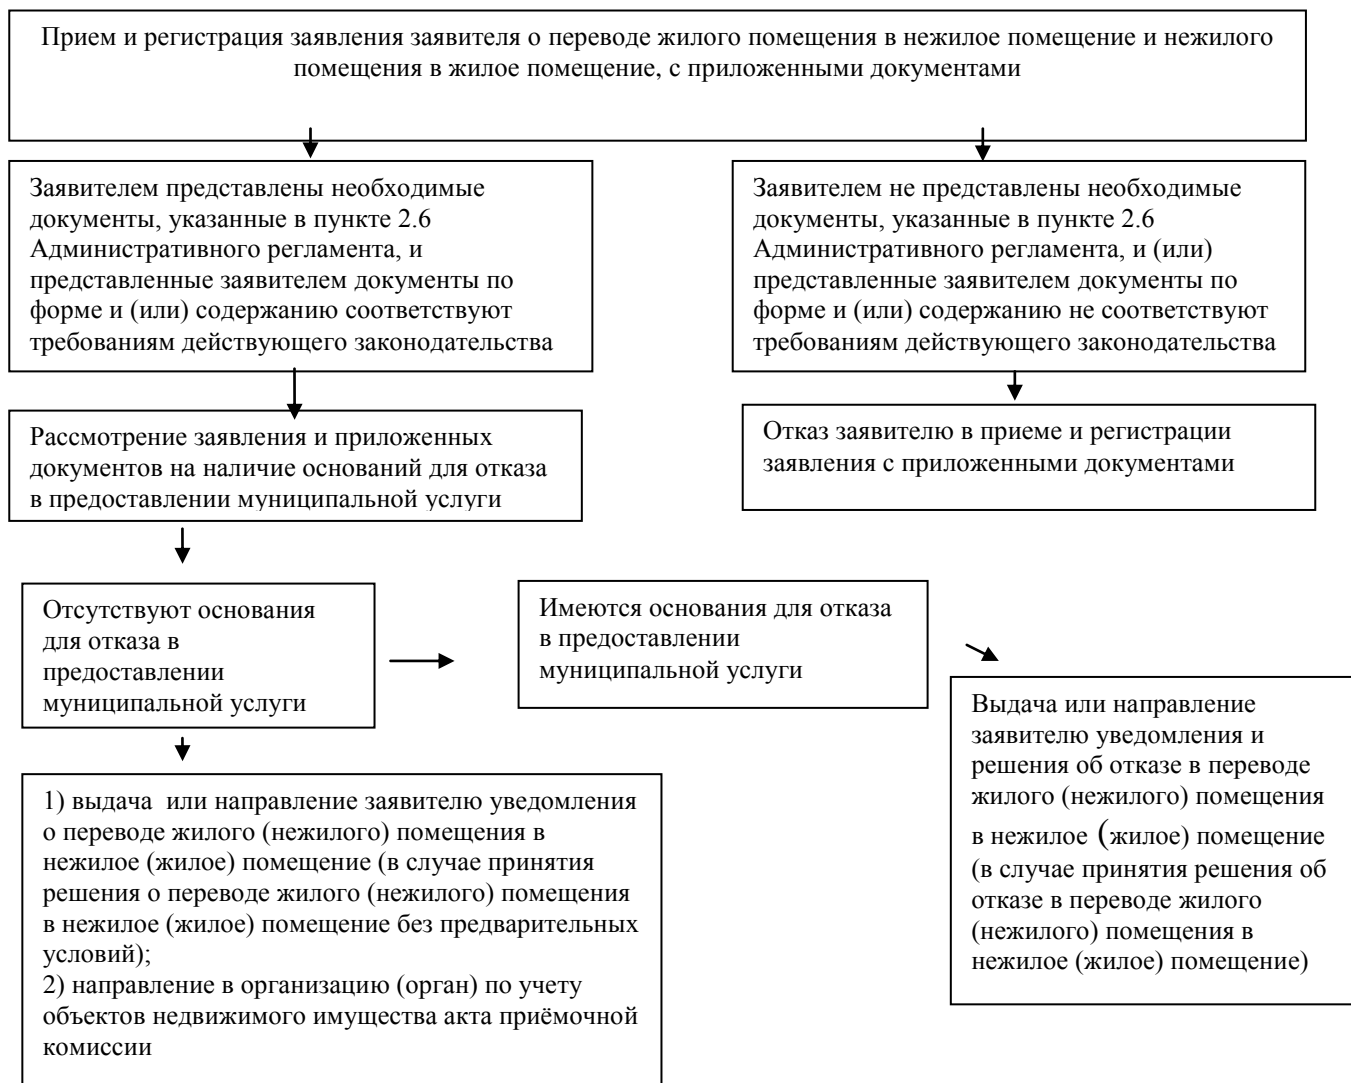 Прием и регистрация заявления заявителя о переводе жилого помещения в нежилое помещение и нежилого
помещения в жилое помещение, с приложенными документами
Заявителем представлены необходимые
документы, указанные в пункте 2.6
Административного регламента, и
представленные заявителем документы по
форме и (или) содержанию соответствуют
требованиям действующего законодательства
Заявителем не представлены необходимые
документы, указанные в пункте 2.6
Административного регламента, и (или)
представленные заявителем документы по
форме и (или) содержанию не соответствуют
требованиям действующего законодательства
Рассмотрение заявления и приложенных
документов на наличие оснований для отказа
в предоставлении муниципальной услуги
Отказ заявителю в приеме и регистрации
заявления с приложенными документами
Отсутствуют основания
для отказа в
предоставлении
муниципальной услуги
Имеются основания для отказа
в предоставлении
муниципальной услуги
Выдача или направление
заявителю уведомления и
решения об отказе в переводе
жилого (нежилого) помещения
в нежилое (жилое) помещение
(в случае принятия решения об
отказе в переводе жилого
(нежилого) помещения в
нежилое (жилое) помещение)
1) выдача  или направление заявителю уведомления
о переводе жилого (нежилого) помещения в
нежилое (жилое) помещение (в случае принятия
решения о переводе жилого (нежилого) помещения
в нежилое (жилое) помещение без предварительных
условий);
2) направление в организацию (орган) по учету
объектов недвижимого имущества акта приёмочной
комиссии